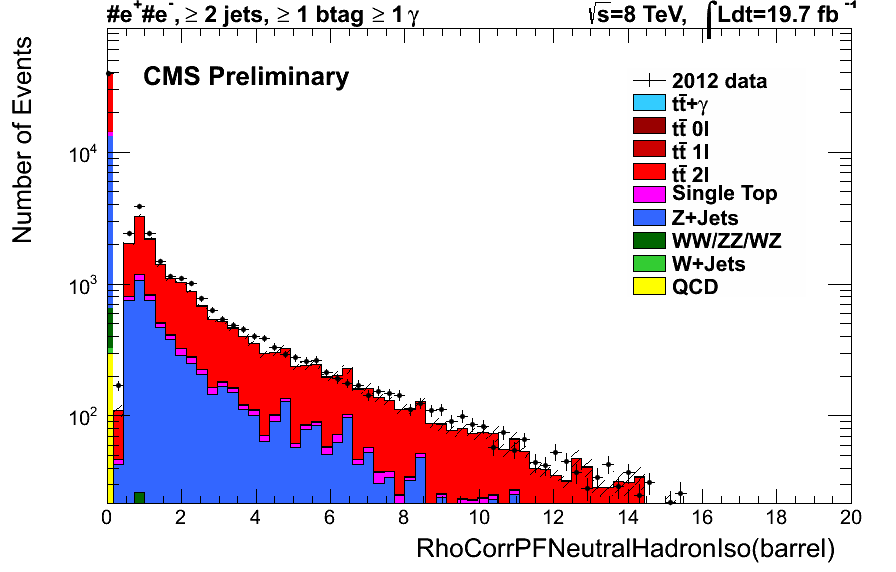 #e⁺#e⁻, ≥ 2 jets, ≥ 1 btag ≥ 1 γ √s=8 TeV, ∫Ldt=19.7 fb⁻¹
CMS Preliminary
2012 data
tt̄+γ
tt̄ 0l
tt̄ 1l
tt̄ 2l
Single Top
Z+Jets
WW/ZZ/WZ
W+Jets
QCD
Number of Events
10⁴
10³
10²
0 2 4 6 8 10 12 14 16 18 20
RhoCorrPFNeutralHadronIso(barrel)